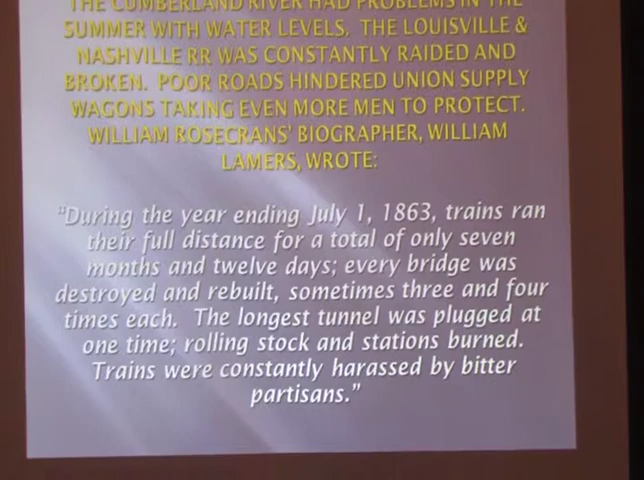 THE CUMBERLAND RIVER HAD PROBLEMS IN THE
SUMMER WITH WATER LEVELS. THE LOUISVILLE &
NASHVILLE RR WAS CONSTANTLY RAIDED AND
BROKEN. POOR ROADS HINDERED UNION SUPPLY
WAGONS TAKING EVEN MORE MEN TO PROTECT.
WILLIAM ROSECRANS' BIOGRAPHER, WILLIAM
LAMERS, WROTE:
"During the year ending July 1, 1863, trains ran
their full distance for a total of only seven
months and twelve days; every bridge was
destroyed and rebuilt, sometimes three and four
times each. The longest tunnel was plugged at
one time; rolling stock and stations burned.
Trains were constantly harassed by bitter
partisans."